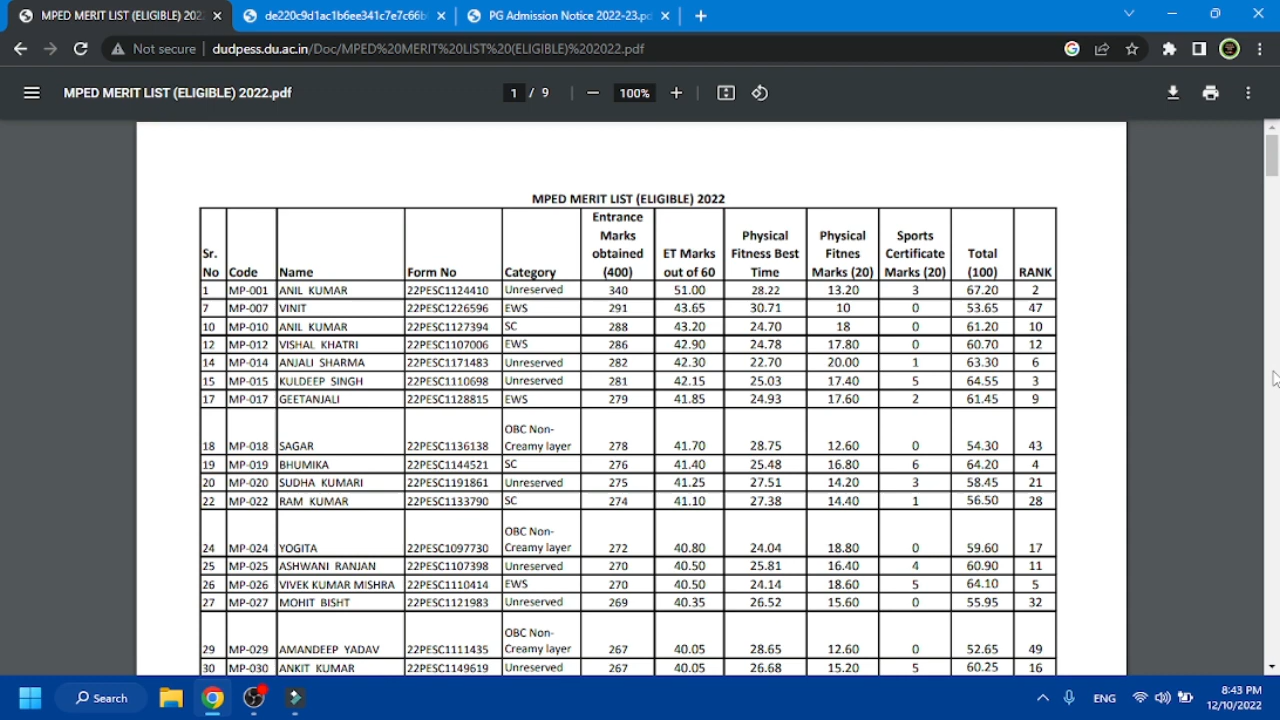 MPED MERIT LIST (ELIGIBLE) 202
de220c9d1ac1b6ee341c7e7c66b
PG Admission Notice 2022-23.pd
Not secure | dudpess.du.ac.in/Doc/MPED%20MERIT%20LIST%20(ELIGIBLE)%202022.pdf
MPED MERIT LIST (ELIGIBLE) 2022.pdf
1 / 9
100%
MPED MERIT LIST (ELIGIBLE) 2022
Sr. No Code Name Form No Category Entrance Marks obtained (400) ET Marks out of 60 Physical Fitness Best Time Physical Fitnes Marks (20) Sports Certificate Marks (20) Total (100) RANK
1 MP-001 ANIL KUMAR 22PESC1124410 Unreserved 340 51.00 28.22 13.20 3 67.20 2
7 MP-007 VINIT 22PESC1226596 EWS 291 43.65 30.71 10 0 53.65 47
10 MP-010 ANIL KUMAR 22PESC1127394 SC 288 43.20 24.70 18 0 61.20 10
12 MP-012 VISHAL KHATRI 22PESC1107006 EWS 286 42.90 24.78 17.80 0 60.70 12
14 MP-014 ANJALI SHARMA 22PESC1171483 Unreserved 282 42.30 22.70 20.00 1 63.30 6
15 MP-015 KULDEEP SINGH 22PESC1110698 Unreserved 281 42.15 25.03 17.40 5 64.55 3
17 MP-017 GEETANJALI 22PESC1128815 EWS 279 41.85 24.93 17.60 2 61.45 9
18 MP-018 SAGAR 22PESC1136138 OBC Non-Creamy layer 278 41.70 28.75 12.60 0 54.30 43
19 MP-019 BHUMIKA 22PESC1144521 SC 276 41.40 25.48 16.80 6 64.20 4
20 MP-020 SUDHA KUMARI 22PESC1191861 Unreserved 275 41.25 27.51 14.20 3 58.45 21
22 MP-022 RAM KUMAR 22PESC1133790 SC 274 41.10 27.38 14.40 1 56.50 28
24 MP-024 YOGITA 22PESC1097730 OBC Non-Creamy layer 272 40.80 24.04 18.80 0 59.60 17
25 MP-025 ASHWANI RANJAN 22PESC1107398 Unreserved 270 40.50 25.81 16.40 4 60.90 11
26 MP-026 VIVEK KUMAR MISHRA 22PESC1110414 EWS 270 40.50 24.14 18.60 5 64.10 5
27 MP-027 MOHIT BISHT 22PESC1121983 Unreserved 269 40.35 26.52 15.60 0 55.95 32
29 MP-029 AMANDEEP YADAV 22PESC1111435 OBC Non-Creamy layer 267 40.05 28.65 12.60 0 52.65 49
30 MP-030 ANKIT KUMAR 22PESC1149619 Unreserved 267 40.05 26.68 15.20 5 60.25 16
Search
ENG
8:43 PM
12/10/2022